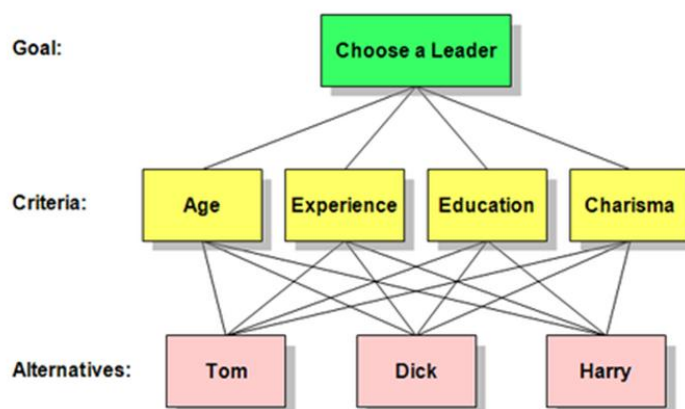 Goal:
Choose a Leader
Criteria:
Age
Experience
Education
Charisma
Alternatives:
Tom
Dick
Harry